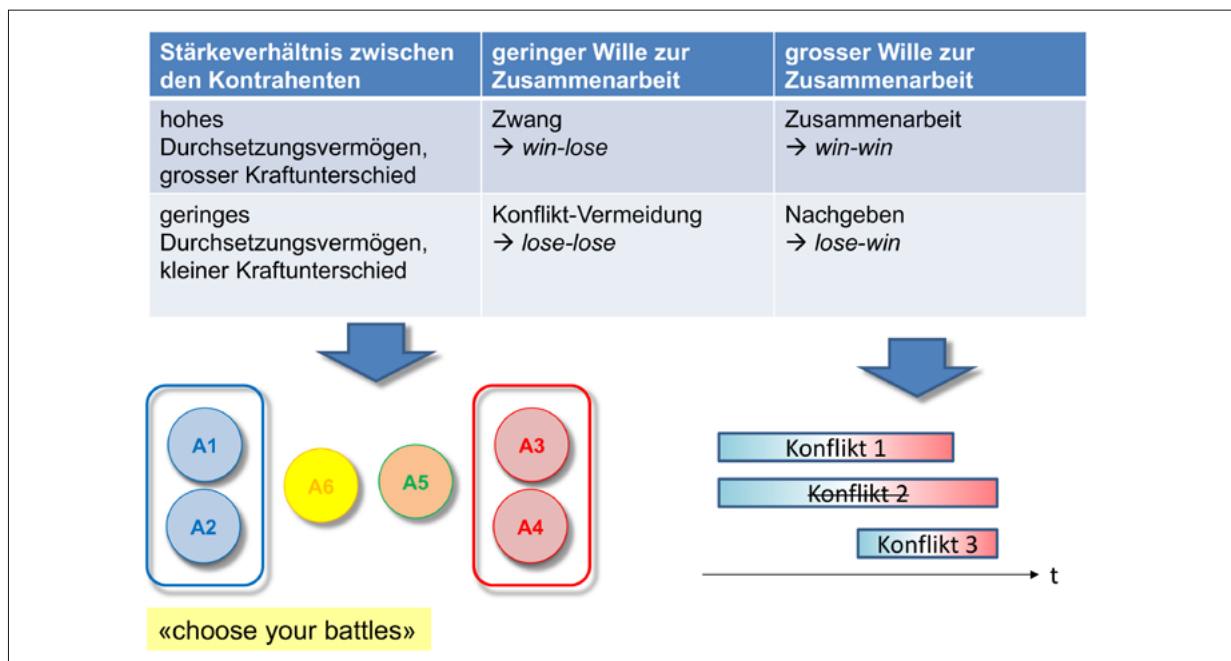 Stärkeverhältnis zwischen
den Kontrahenten
geringer Wille zur
Zusammenarbeit
grosser Wille zur
Zusammenarbeit
hohes
Durchsetzungsvermögen,
grosser Kraftunterschied
Zwang
→ win-lose
Zusammenarbeit
→ win-win
geringes
Durchsetzungsvermögen,
kleiner Kraftunterschied
Konflikt-Vermeidung
→ lose-lose
Nachgeben
→ lose-win
A1
A2
A6
A5
A3
A4
«choose your battles»
Konflikt 1
Konflikt 2
Konflikt 3
t